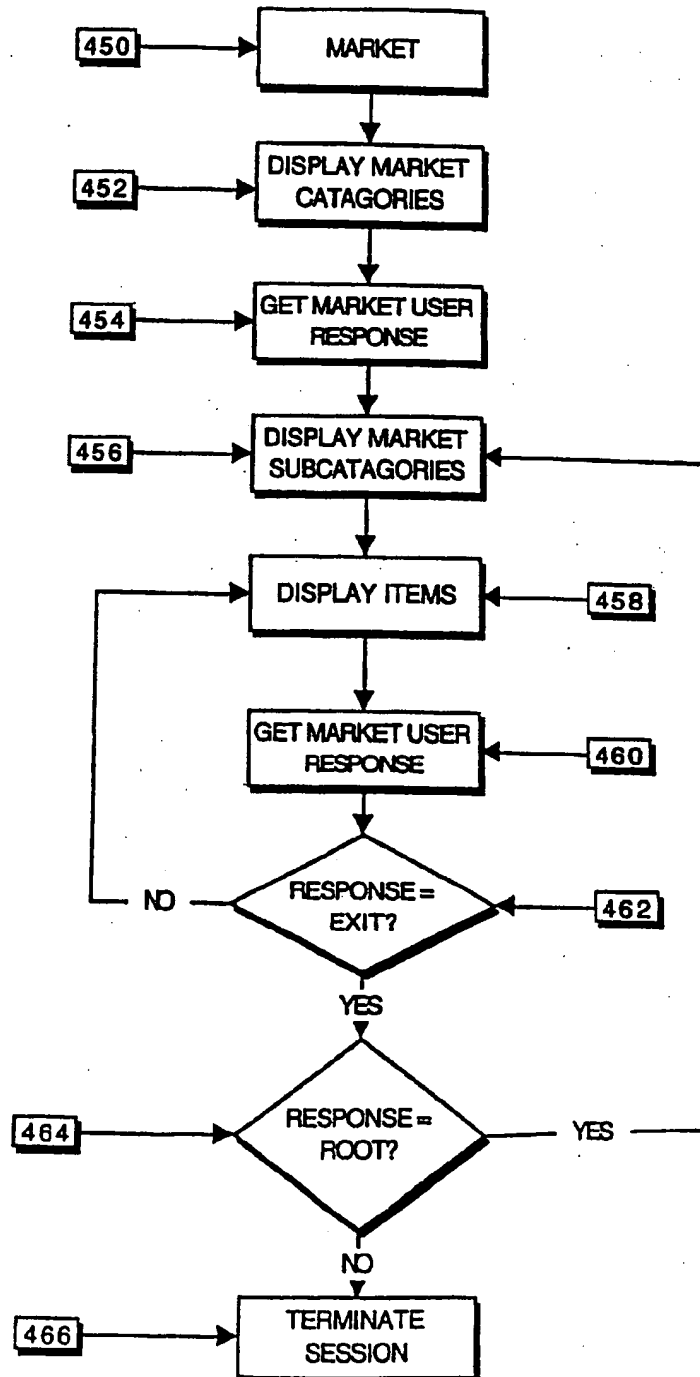 450
MARKET
452
DISPLAY MARKET
CATAGORIES
454
GET MARKET USER
RESPONSE
456
DISPLAY MARKET
SUBCATAGORIES
DISPLAY ITEMS
458
GET MARKET USER
RESPONSE
460
NO
RESPONSE =
EXIT?
462
YES
464
RESPONSE =
ROOT?
YES
NO
466
TERMINATE
SESSION